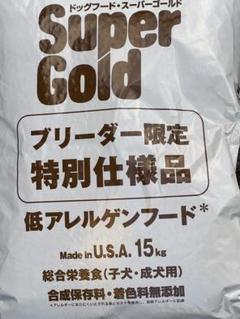 ドッグフード・スーパーゴールド
Super
Gold
ブリーダー限定
特別仕様品
低アレルゲンフード*
Made in U.S.A. 15kg
総合栄養食(子犬・成犬用)
合成保存料・着色料無添加